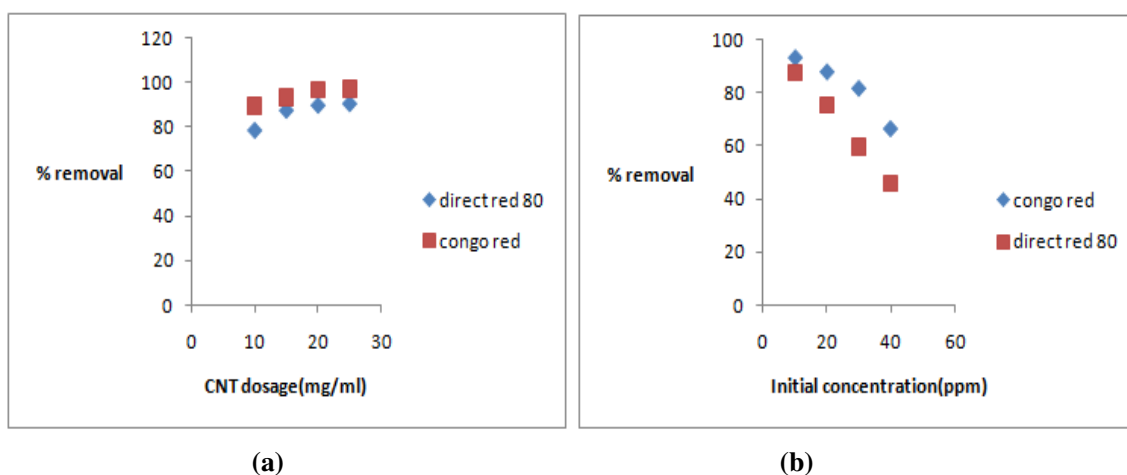 120
100
80
60
40
20
0
% removal
0 10 20 30
CNT dosage(mg/ml)
direct red 80
congo red
(a)
100
80
60
40
20
0
% removal
0 20 40 60
Initial concentration(ppm)
congo red
direct red 80
(b)